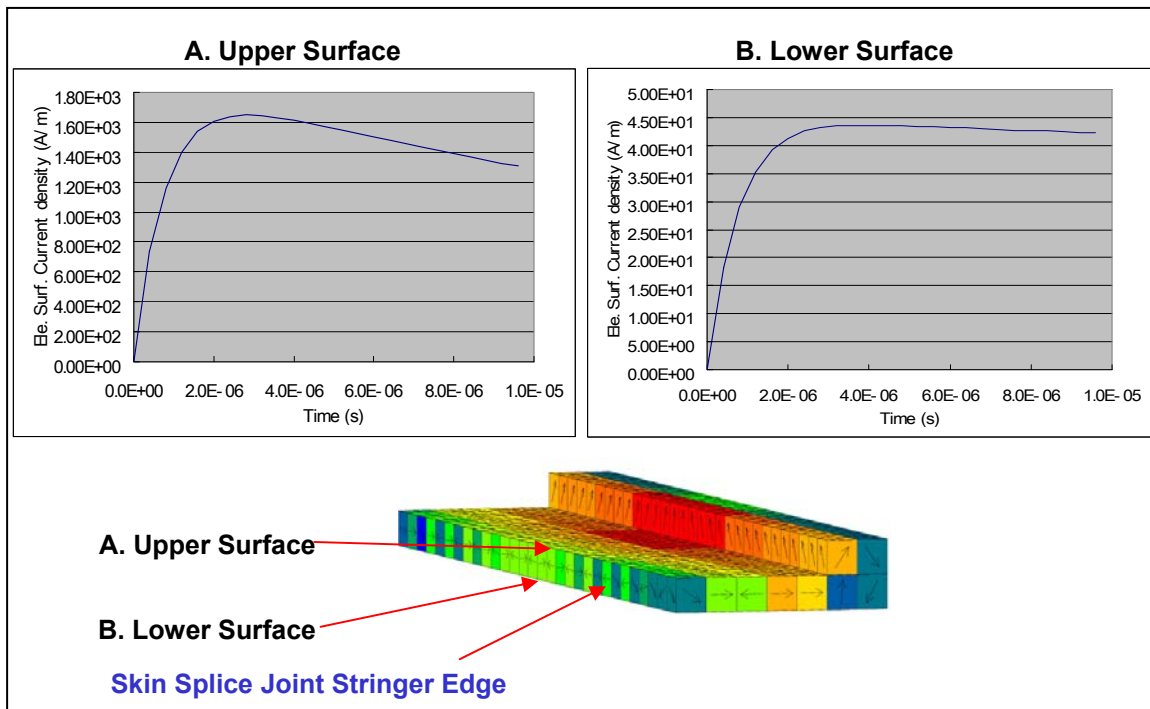 A. Upper Surface
Ele. Surf. Current density (A/m)
1.80E+03
1.60E+03
1.40E+03
1.20E+03
1.00E+03
8.00E+02
6.00E+02
4.00E+02
2.00E+02
0.00E+00
0.0E+00 2.0E-06 4.0E-06 6.0E-06 8.0E-06 1.0E-05
Time (s)
B. Lower Surface
Ele. Surf. Current density (A/m)
5.00E+01
4.50E+01
4.00E+01
3.50E+01
3.00E+01
2.50E+01
2.00E+01
1.50E+01
1.00E+01
5.00E+00
0.00E+00
0.0E+00 2.0E-06 4.0E-06 6.0E-06 8.0E-06 1.0E-05
Time (s)
A. Upper Surface
B. Lower Surface
Skin Splice Joint Stringer Edge